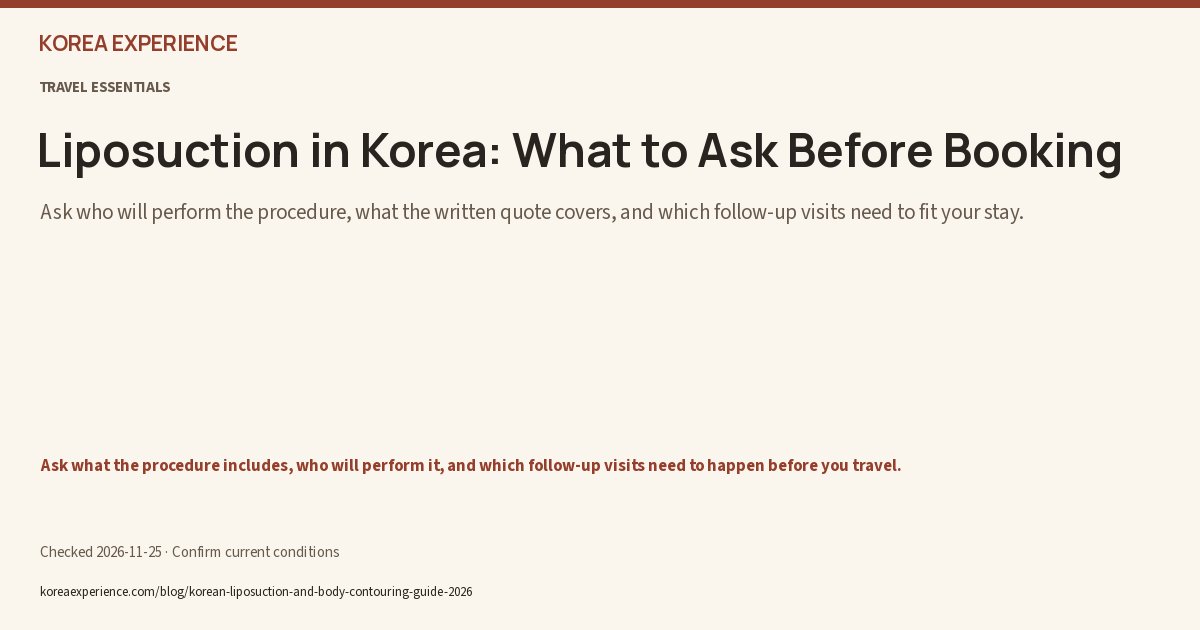 KOREA EXPERIENCE
TRAVEL ESSENTIALS
Liposuction in Korea: What to Ask Before Booking
Ask who will perform the procedure, what the written quote covers, and which follow-up visits need to fit your stay.
Ask what the procedure includes, who will perform it, and which follow-up visits need to happen before you travel.
Checked 2026-11-25 · Confirm current conditions
koreaexperience.com/blog/korean-liposuction-and-body-contouring-guide-2026